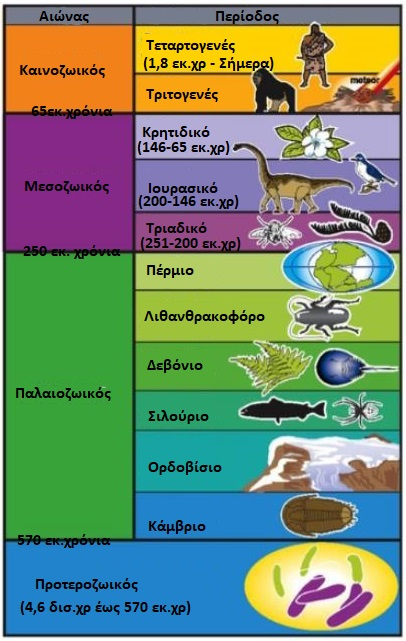 Αιώνας
Περίοδος
Καινοζωικός
Τεταρτογενές
(1,8 εκ.χρ - Σήμερα)
Τριτογενές
meteor
65εκ.χρόνια
Μεσοζωικός
Κρητιδικό
(146-65 εκ.χρ)
Ιουρασικό
(200-146 εκ.χρ)
Τριαδικό
(251-200 εκ.χρ)
250 εκ. χρόνια
Παλαιοζωικός
Πέρμιο
Λιθανθρακοφόρο
Δεβόνιο
Σιλούριο
Ορδοβίσιο
Κάμβριο
570 εκ.χρόνια
Προτεροζωικός
(4,6 δισ.χρ έως 570 εκ.χρ)